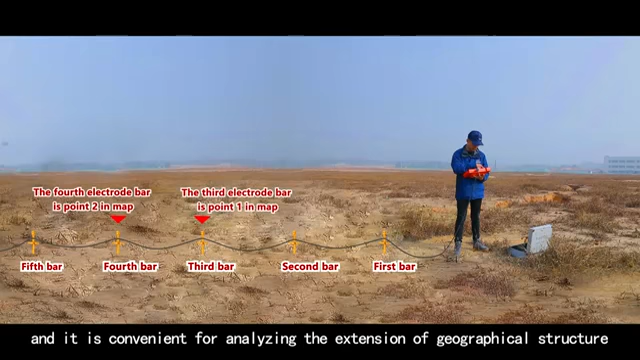 The fourth electrode bar
is point 2 in map
The third electrode bar
is point 1 in map
Fifth bar
Fourth bar
Third bar
Second bar
First bar
and it is convenient for analyzing the extension of geographical structure